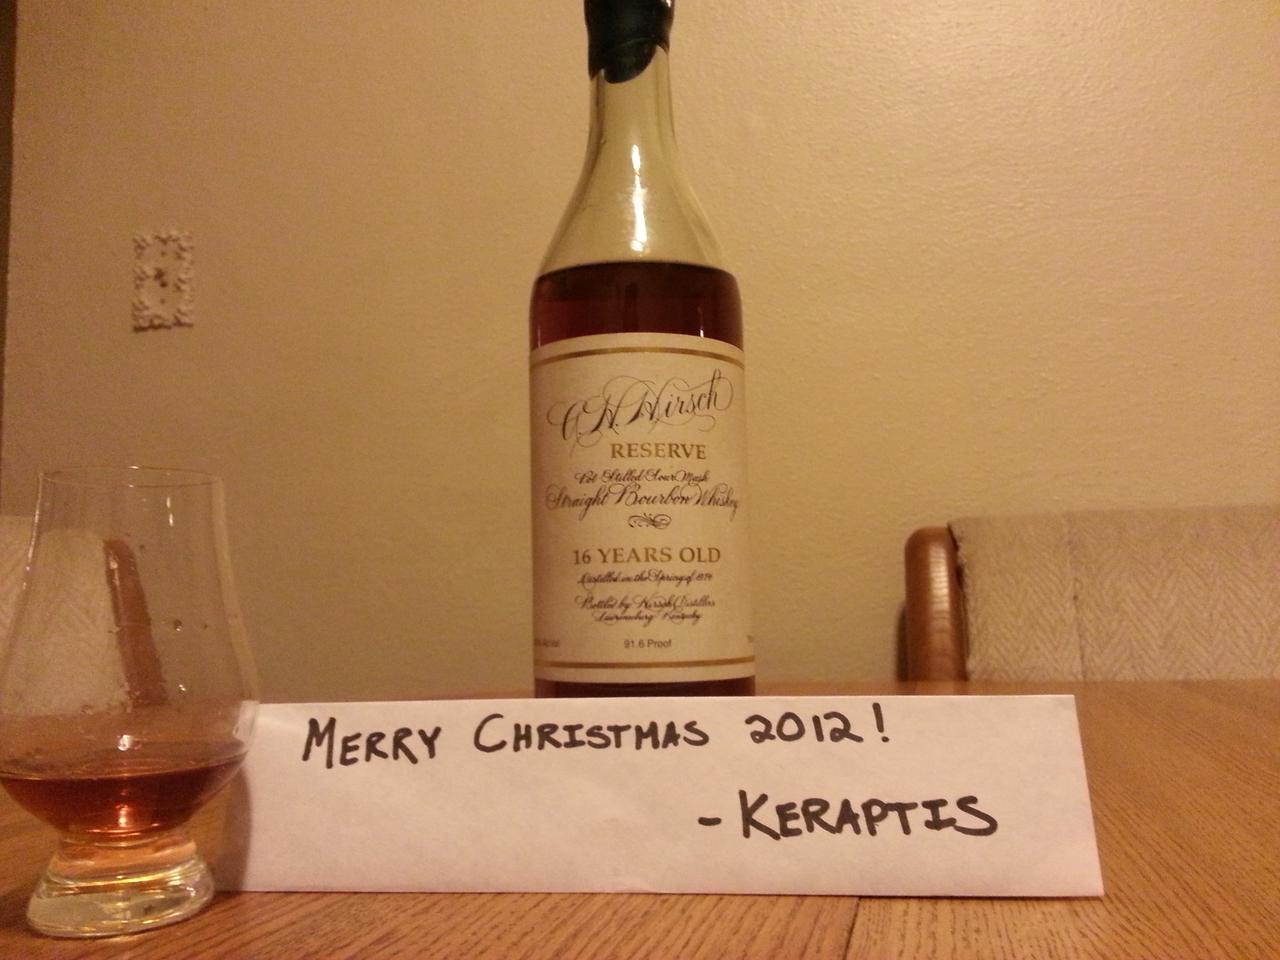 A.H. Hirsch
RESERVE
Pot Stilled Sour Mash
Straight Bourbon Whiskey
16 YEARS OLD
Distilled in the Spring of 1974
Bottled by Hirsch Distillers
Lawrenceburg, Kentucky
91.6 Proof
MERRY CHRISTMAS 2012!
- KERAPTIS